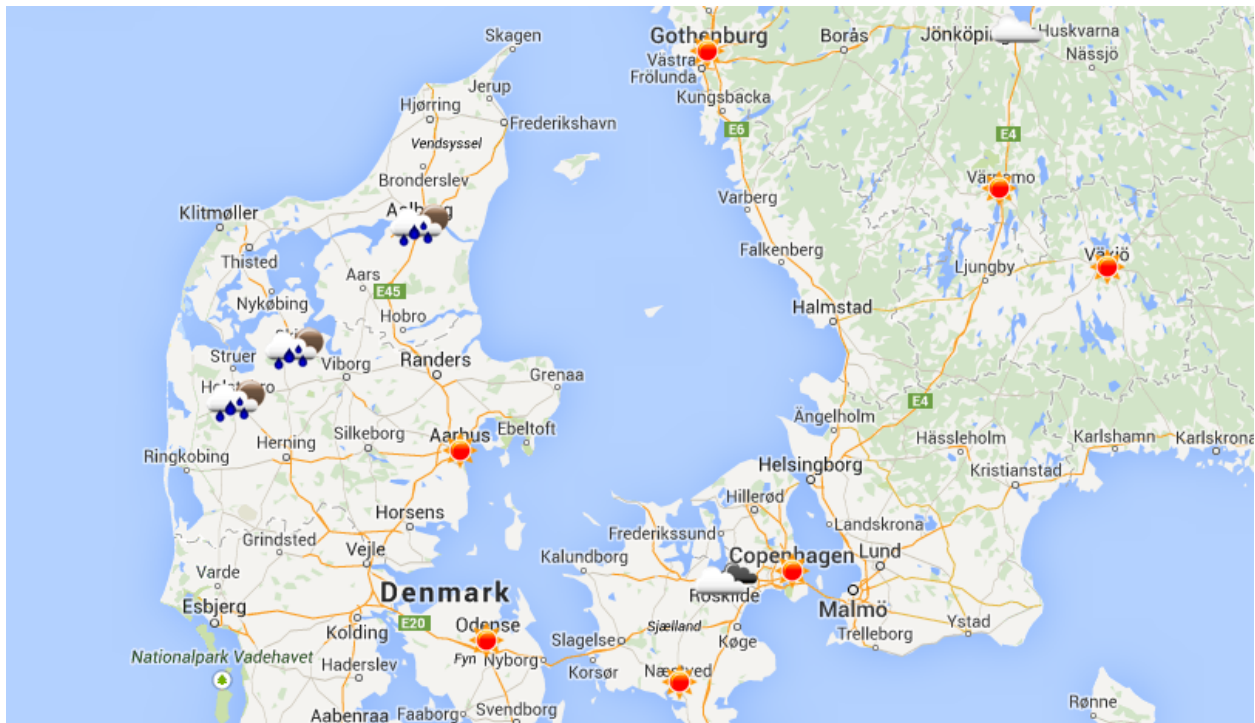 Skagen
Gothenburg
Borås
Jönköping
Huskvarna
Västra
Frölunda
Nässjö
Jerup
Hjørring
Kungsbacka
Frederikshavn
E6
E4
Vendsyssel
Bronderslev
Varberg
Klitmøller
Thisted
Falkenberg
Ljungby
Växjö
Aars
E45
Nykøbing
Hobro
Halmstad
Struer
Viborg
Randers
Grenaa
E4
Ängelholm
Silkeborg
Aarhus
Ebeltoft
Herning
Ringkobing
Hässleholm
Karlshamn
Karlskrona
Helsingborg
Kristianstad
Hillerød
Horsens
Frederikssund
Landskrona
Grindsted
Vejle
Kalundborg
Copenhagen
Lund
Varde
Denmark
Roskilde
Malmö
Esbjerg
E20
Odense
Kolding
Slagelse
Sjælland
Køge
Trelleborg
Ystad
Nationalpark Vadehavet
Fyn
Nyborg
Haderslev
Korsør
Næstved
Aabenraa
Faaborg
Svendborg
Rønne